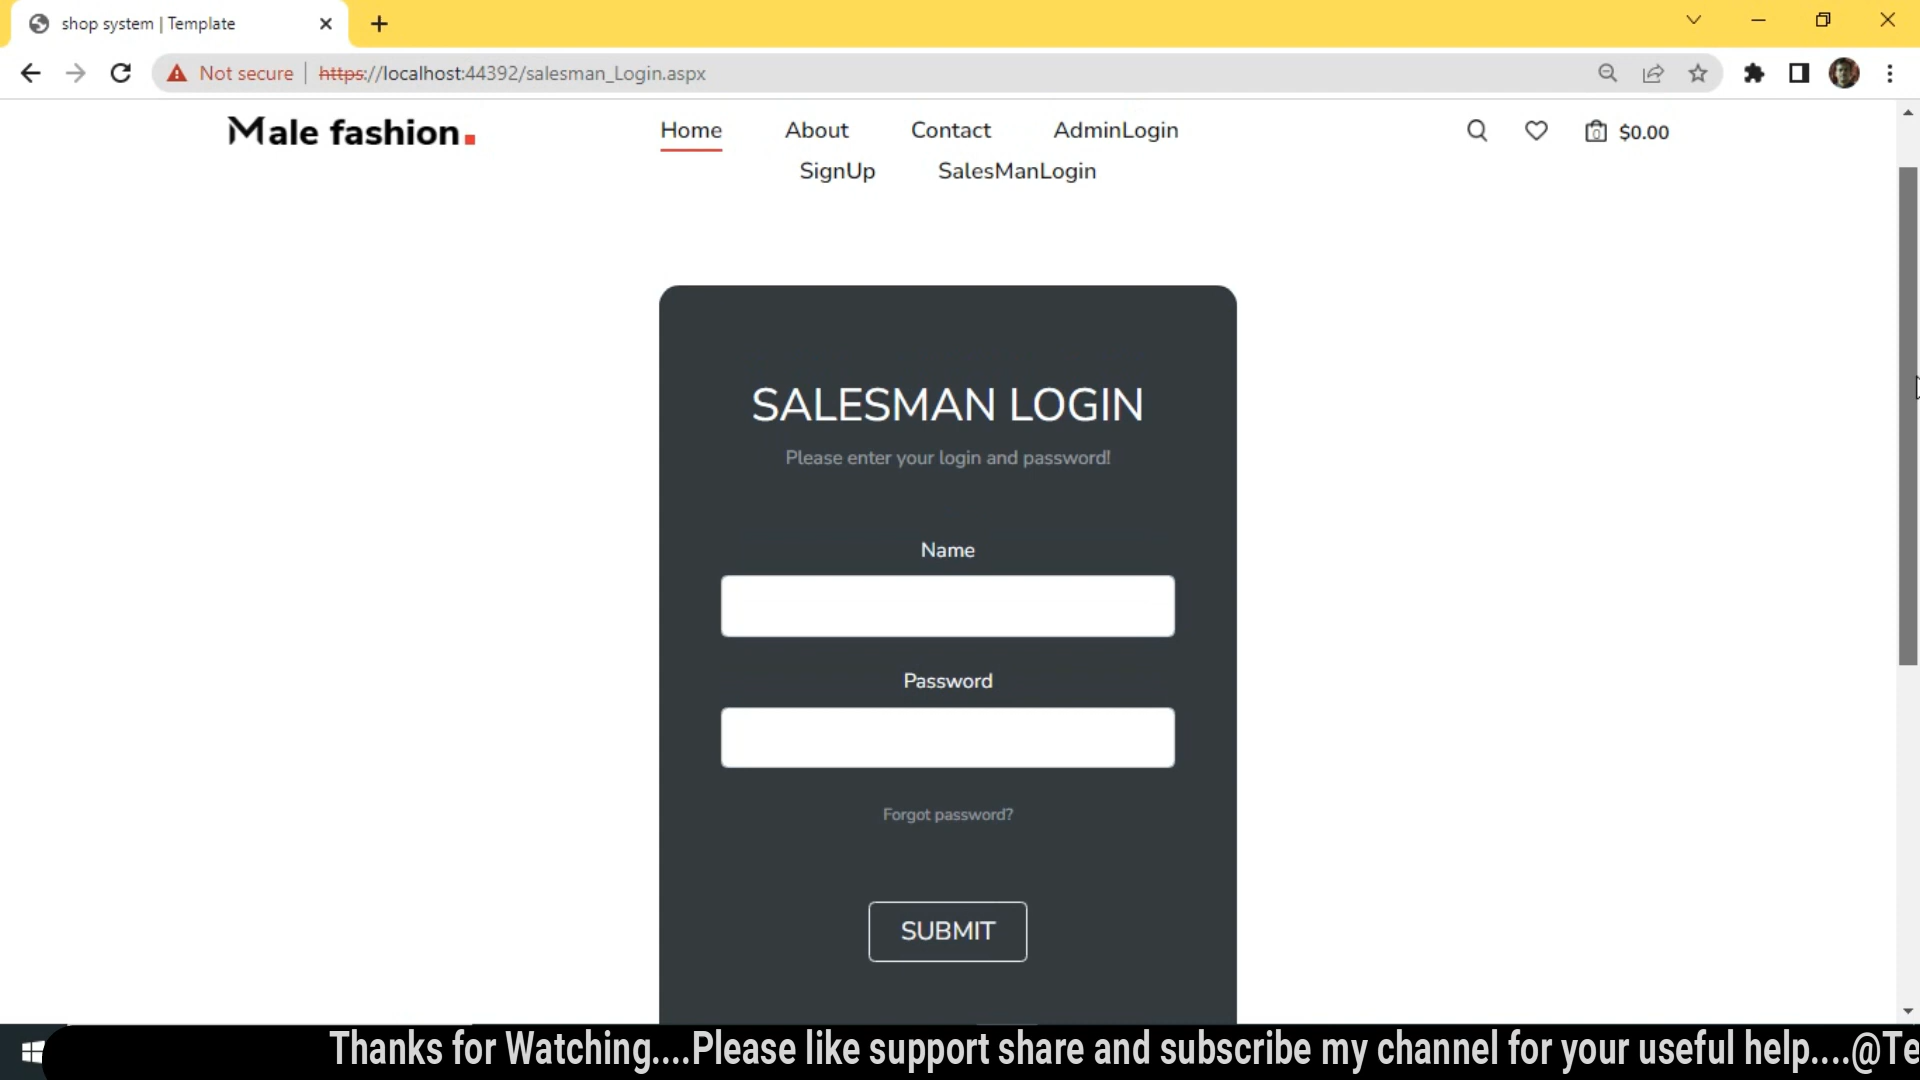 shop system | Template
Not secure | https://localhost:44392/salesman_Login.aspx
Male fashion.
Home About Contact AdminLogin
SignUp SalesManLogin
0 $0.00
SALESMAN LOGIN
Please enter your login and password!
Name
Password
Forgot password?
SUBMIT
Thanks for Watching....Please like support share and subscribe my channel for your useful help....@Te